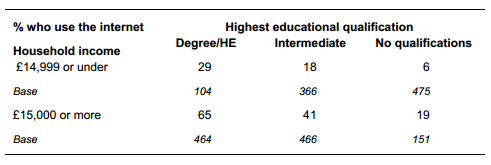 % who use the internet Highest educational qualification
Household income Degree/HE Intermediate No qualifications
£14,999 or under 29 18 6
Base 104 366 475
£15,000 or more 65 41 19
Base 464 466 151